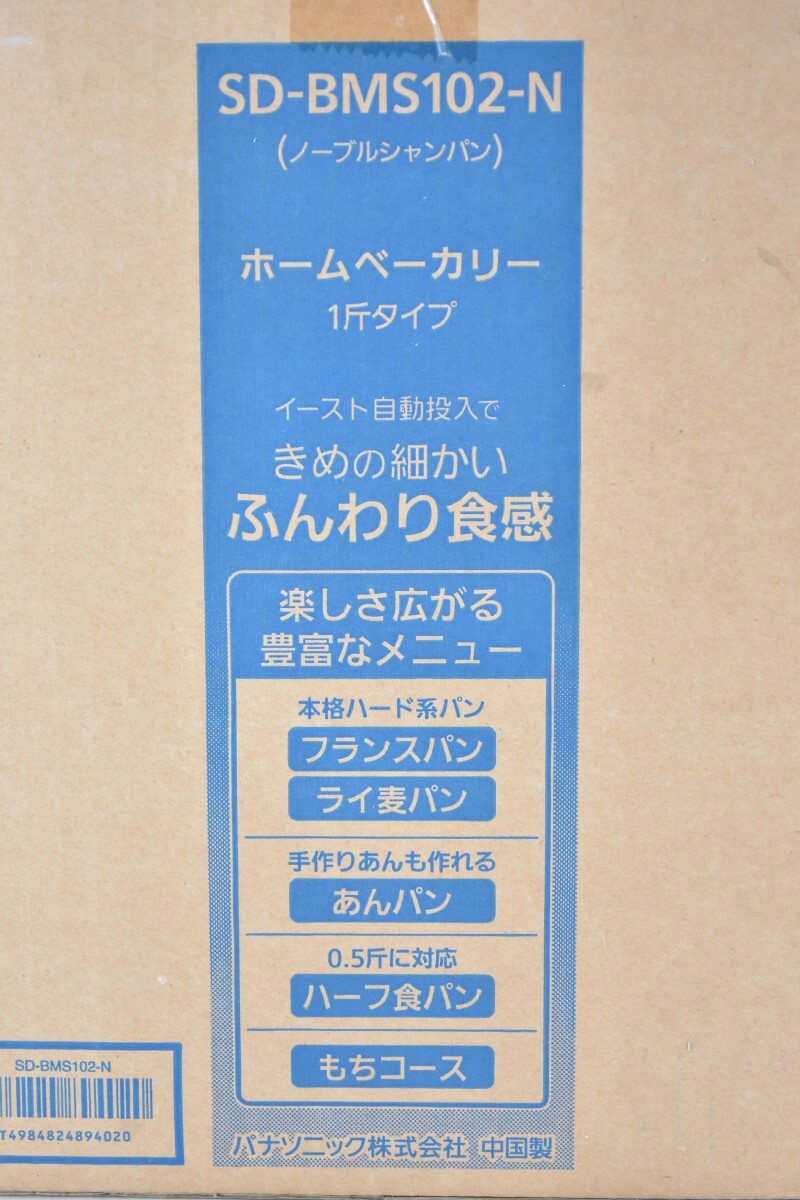 SD-BMS102-N
(ノーブルシャンパン)
ホームベーカリー
1斤タイプ
イースト自動投入で
きめの細かい
ふんわり食感
楽しさ広がる
豊富なメニュー
本格ハード系パン
フランスパン
ライ麦パン
手作りあんも作れる
あんパン
0.5斤に対応
ハーフ食パン
もちコース
パナソニック株式会社 中国製
SD-BMS102-N
T4984824894020